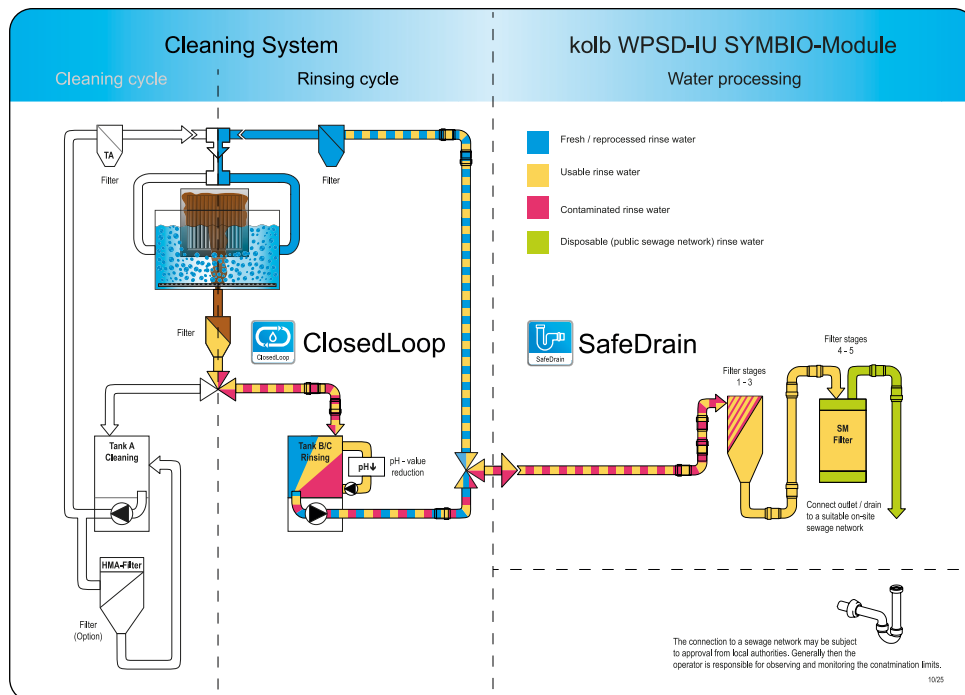 Cleaning System
kolb WPSD-IU SYMBIO-Module
Cleaning cycle
Rinsing cycle
Water processing
TA
Filter
Filter
Fresh / reprocessed rinse water
Usable rinse water
Contaminated rinse water
Disposable (public sewage network) rinse water
Filter
ClosedLoop
ClosedLoop
SafeDrain
SafeDrain
Filter stages
1 - 3
Filter stages
4 - 5
Tank A
Cleaning
Tank B/C
Rinsing
pH
pH - value
reduction
SM
Filter
Connect outlet / drain
to a suitable on-site
sewage network
HMA-Filter
Filter
(Option)
The connection to a sewage network may be subject
to approval from local authorities. Generally then the
operator is responsible for observing and monitoring the conatmination limits.
10/25